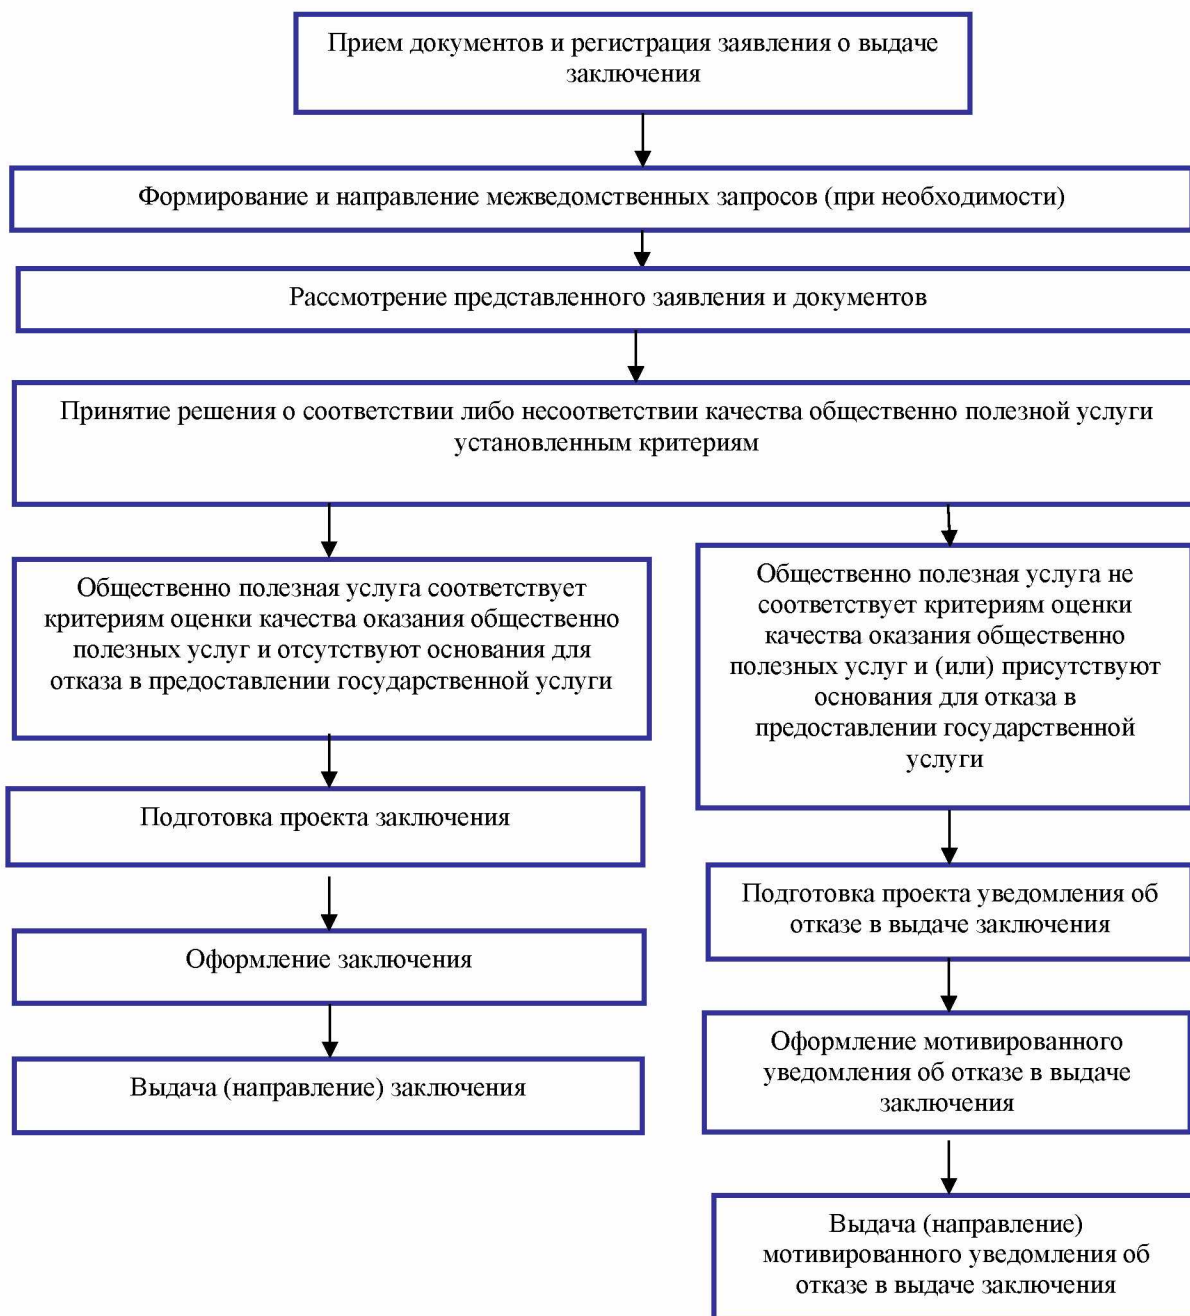 Прием документов и регистрация заявления о выдаче
заключения
Формирование и направление межведомственных запросов (при необходимости)
Рассмотрение представленного заявления и документов
Принятие решения о соответствии либо несоответствии качества общественно полезной услуги
установленным критериям
Общественно полезная услуга соответствует
критериям оценки качества оказания общественно
полезных услуг и отсутствуют основания для
отказа в предоставлении государственной услуги
Подготовка проекта заключения
Оформление заключения
Выдача (направление) заключения
Общественно полезная услуга не
соответствует критериям оценки
качества оказания общественно
полезных услуг и (или) присутствуют
основания для отказа в
предоставлении государственной
услуги
Подготовка проекта уведомления об
отказе в выдаче заключения
Оформление мотивированного
уведомления об отказе в выдаче
заключения
Выдача (направление)
мотивированного уведомления об
отказе в выдаче заключения